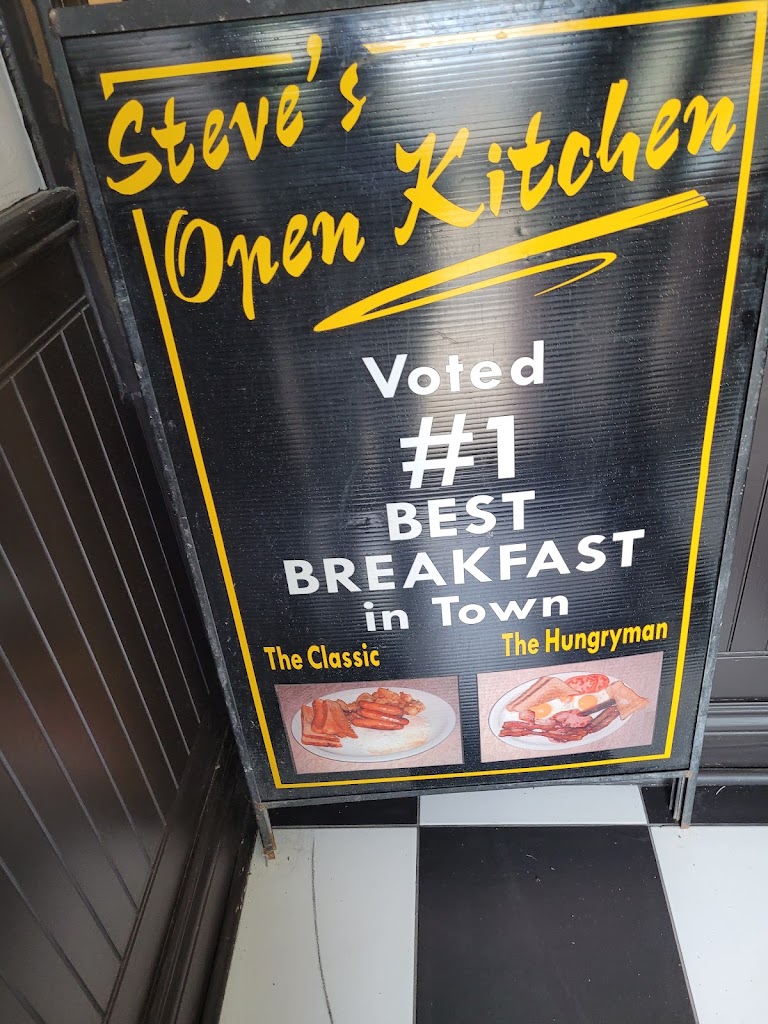 Steve's
Open Kitchen
Voted
#1
BEST
BREAKFAST
in Town
The Classic
The Hungryman